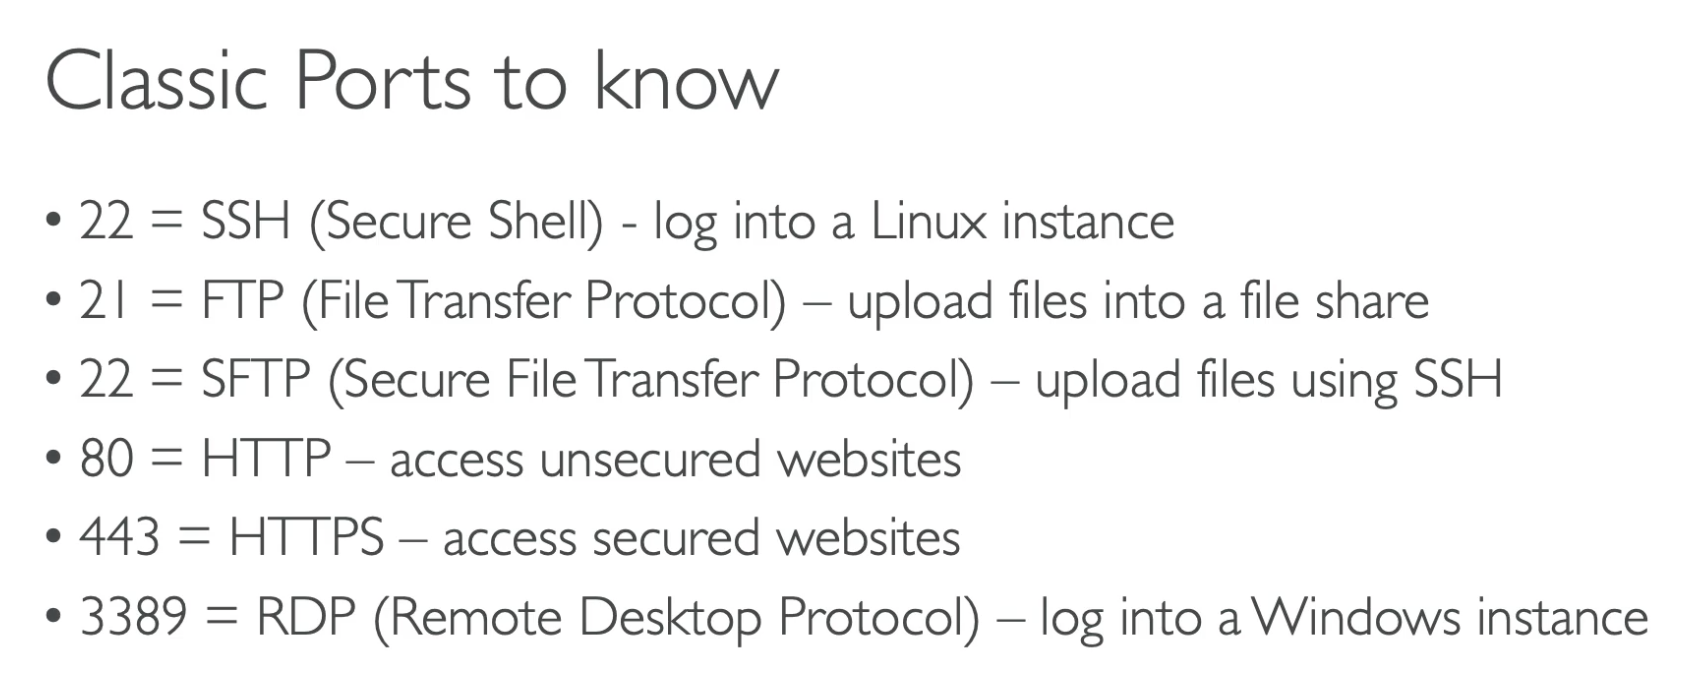 Classic Ports to know
• 22 = SSH (Secure Shell) - log into a Linux instance
• 21 = FTP (File Transfer Protocol) – upload files into a file share
• 22 = SFTP (Secure File Transfer Protocol) – upload files using SSH
• 80 = HTTP – access unsecured websites
• 443 = HTTPS – access secured websites
• 3389 = RDP (Remote Desktop Protocol) – log into a Windows instance